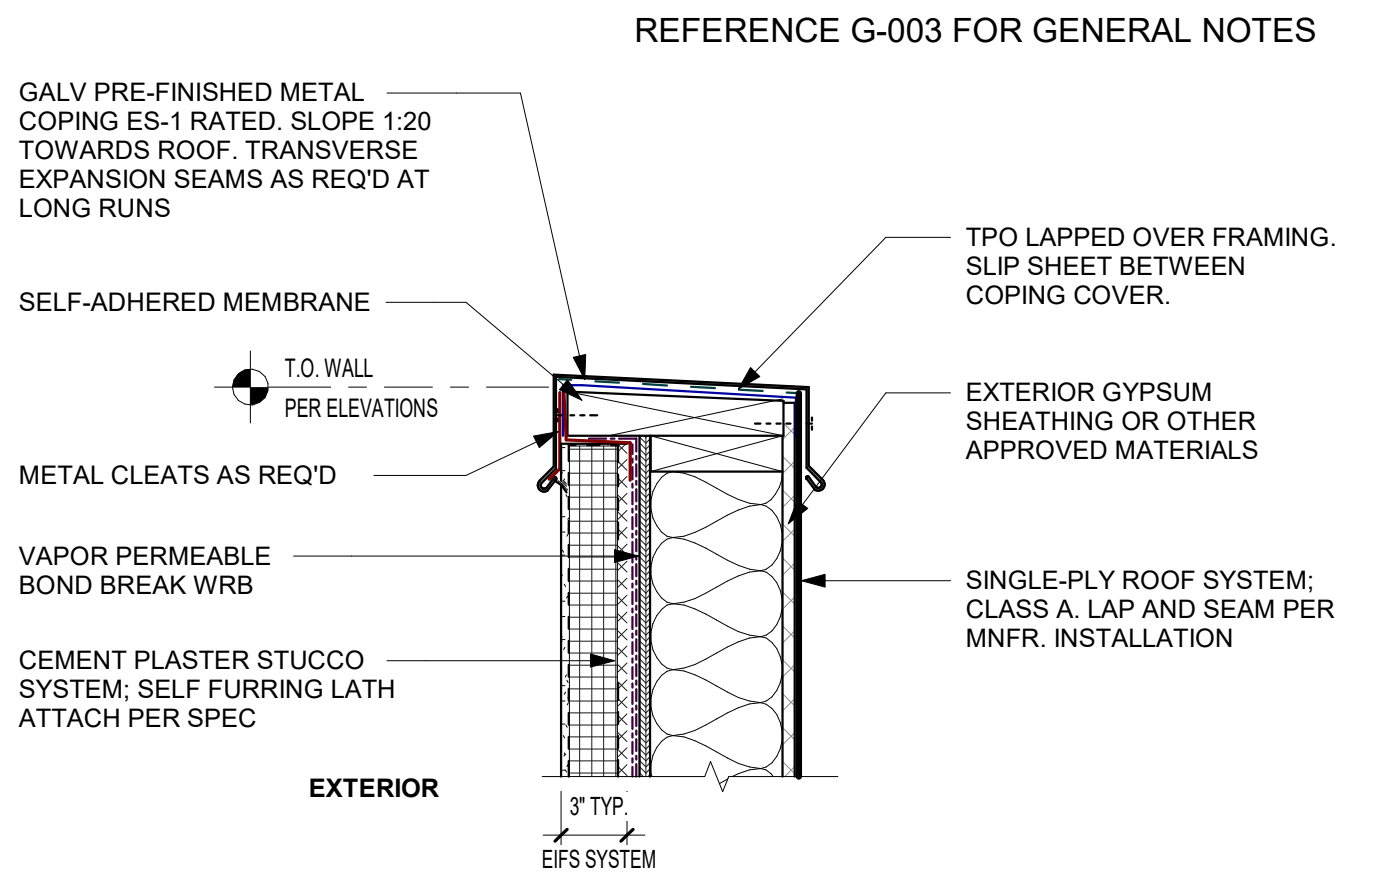 REFERENCE G-003 FOR GENERAL NOTES
GALV PRE-FINISHED METAL
COPING ES-1 RATED. SLOPE 1:20
TOWARDS ROOF. TRANSVERSE
EXPANSION SEAMS AS REQ'D AT
LONG RUNS
SELF-ADHERED MEMBRANE
T.O. WALL
PER ELEVATIONS
METAL CLEATS AS REQ'D
VAPOR PERMEABLE
BOND BREAK WRB
CEMENT PLASTER STUCCO
SYSTEM; SELF FURRING LATH
ATTACH PER SPEC
EXTERIOR
3" TYP.
EIFS SYSTEM
TPO LAPPED OVER FRAMING.
SLIP SHEET BETWEEN
COPING COVER.
EXTERIOR GYPSUM
SHEATHING OR OTHER
APPROVED MATERIALS
SINGLE-PLY ROOF SYSTEM;
CLASS A. LAP AND SEAM PER
MNFR. INSTALLATION